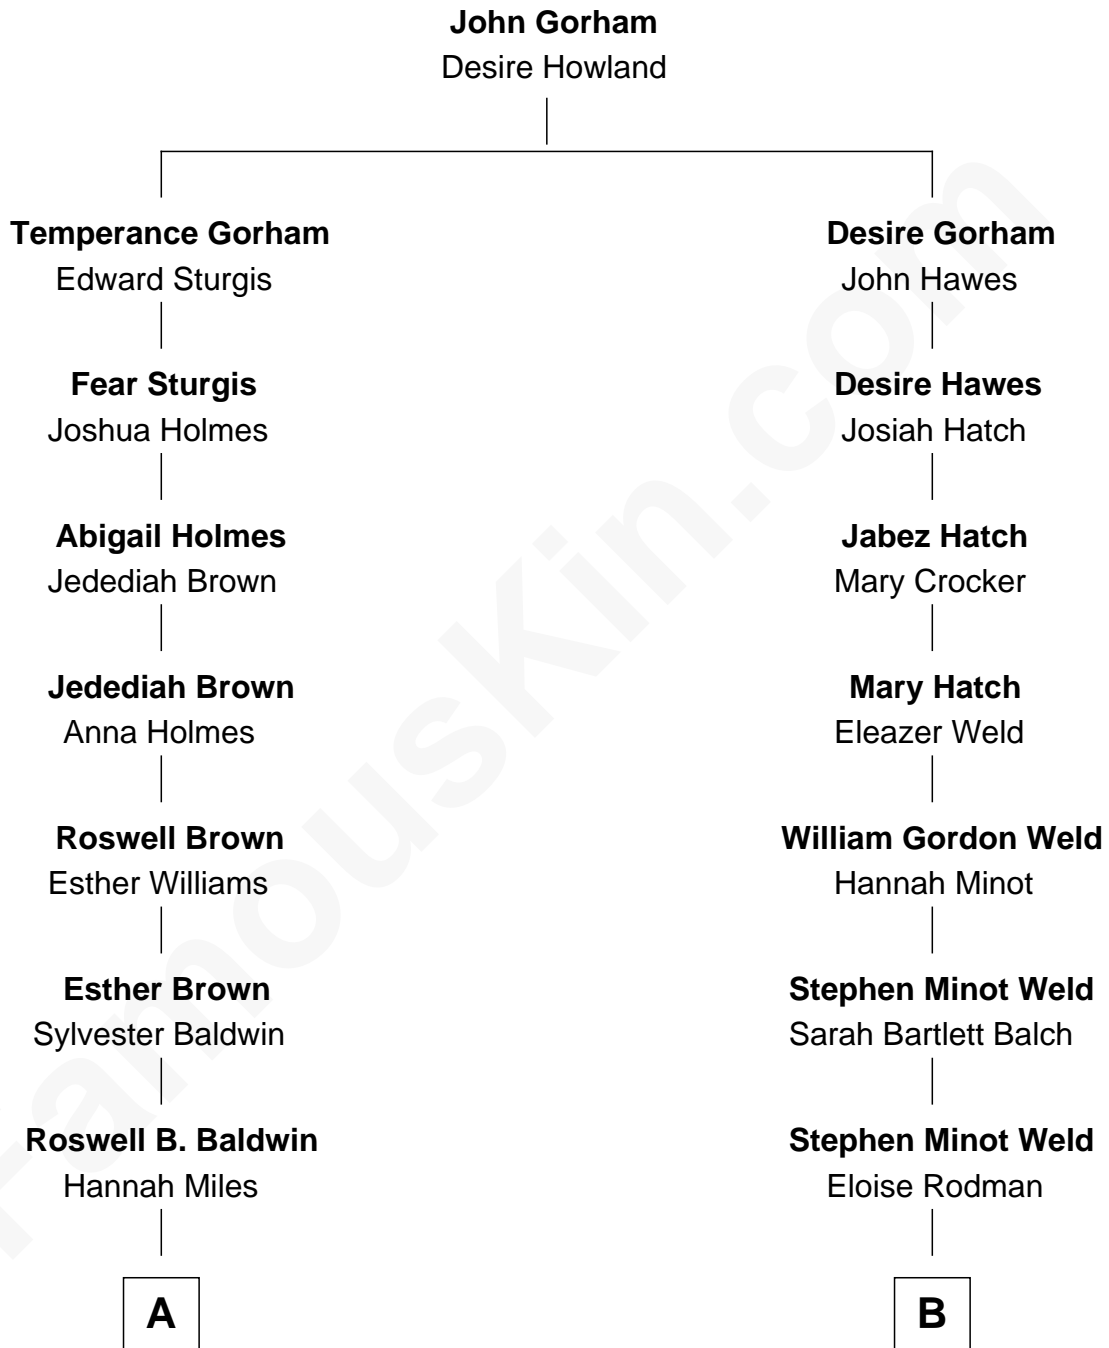 John Gorham
Desire Howland
Temperance Gorham
Edward Sturgis
Desire Gorham
John Hawes
Fear Sturgis
Joshua Holmes
Desire Hawes
Josiah Hatch
Abigail Holmes
Jedediah Brown
Jabez Hatch
Mary Crocker
Jedediah Brown
Anna Holmes
Mary Hatch
Eleazer Weld
Roswell Brown
Esther Williams
William Gordon Weld
Hannah Minot
Esther Brown
Sylvester Baldwin
Stephen Minot Weld
Sarah Bartlett Balch
Roswell B. Baldwin
Hannah Miles
Stephen Minot Weld
Eloise Rodman
A
B
FamousKin.com